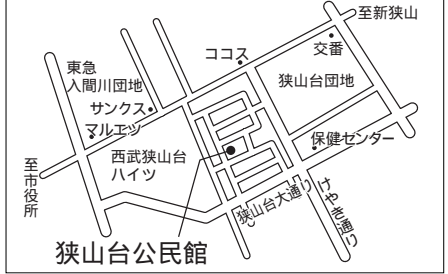 至新狭山
交番
ココス
東急
入間川団地
狭山台団地
サンクス
マルエツ
保健センター
西武狭山台
ハイツ
至市役所
けやき通り
狭山台大通り
狭山台公民館